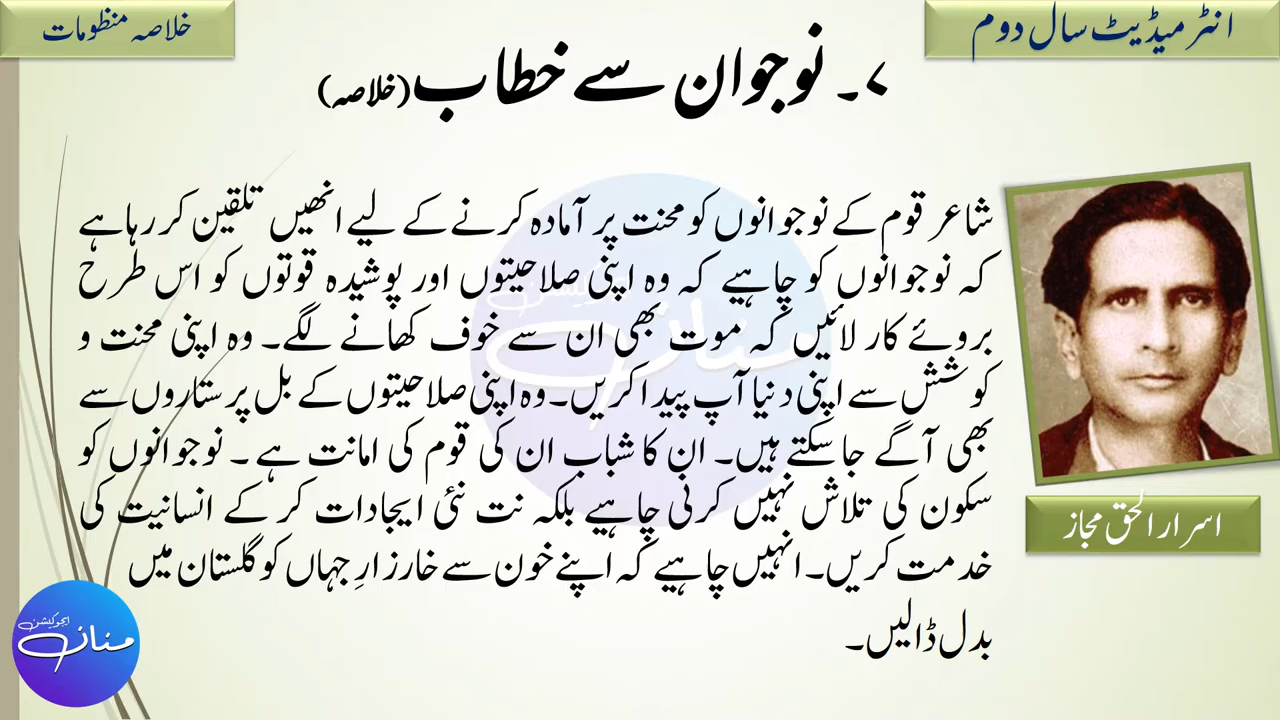 انٹرمیڈیٹ سال دوم
خلاصہ منظومات
۷۔ نوجوان سے خطاب (خلاصہ)
شاعر قوم کے نوجوانوں کو محنت پر آمادہ کرنے کے لیے انھیں تلقین کر رہا ہے
کہ نوجوانوں کو چاہیے کہ وہ اپنی صلاحیتوں اور پوشیدہ قوتوں کو اس طرح
بروئے کار لائیں کہ موت بھی ان سے خوف کھانے لگے۔ وہ اپنی محنت و
کوشش سے اپنی دنیا آپ پیدا کریں۔ وہ اپنی صلاحیتوں کے بل پر ستاروں سے
بھی آگے جا سکتے ہیں۔ ان کا شباب ان کی قوم کی امانت ہے۔ نوجوانوں کو
سکون کی تلاش نہیں کرنی چاہیے بلکہ نت نئی ایجادات کر کے انسانیت کی
خدمت کریں۔ انہیں چاہیے کہ اپنے خون سے خارزارِ جہاں کو گلستان میں
بدل ڈالیں۔
اسرار الحق مجاز
ایجوکیشن
منان